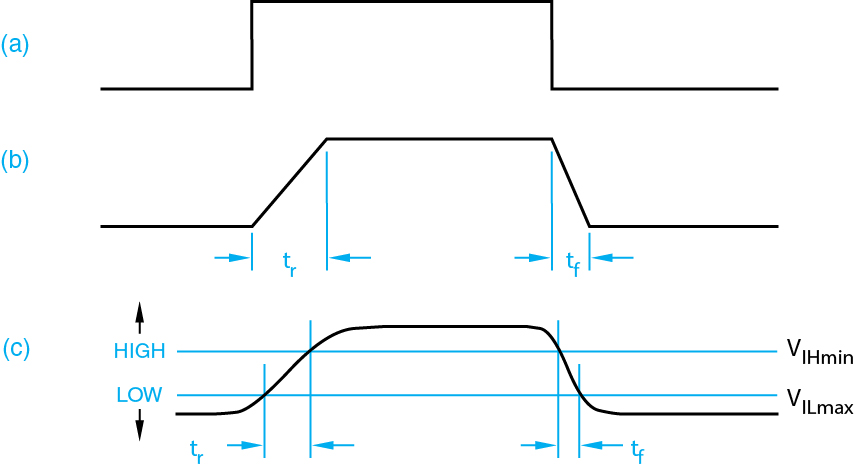 (a)
(b)
tr
tf
(c)
HIGH
VIHmin
LOW
VILmax
tr
tf